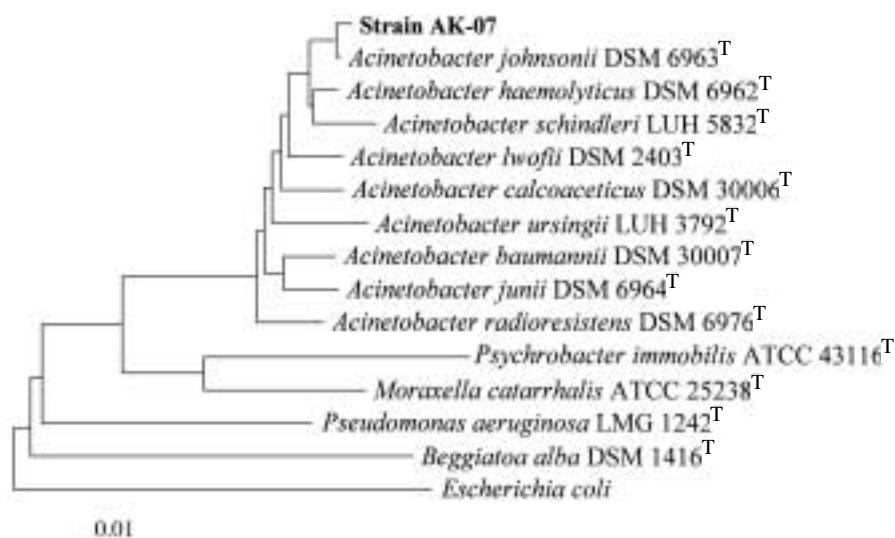 Strain AK-07
Acinetobacter johnsonii DSM 6963T
Acinetobacter haemolyticus DSM 6962T
Acinetobacter schindleri LUH 5832T
Acinetobacter lwofii DSM 2403T
Acinetobacter calcoaceticus DSM 30006T
Acinetobacter ursingii LUH 3792T
Acinetobacter baumannii DSM 30007T
Acinetobacter junii DSM 6964T
Acinetobacter radioresistens DSM 6976T
Psychrobacter immobilis ATCC 43116T
Moraxella catarrhalis ATCC 25238T
Pseudomonas aeruginosa LMG 1242T
Beggiatoa alba DSM 1416T
Escherichia coli
0.01